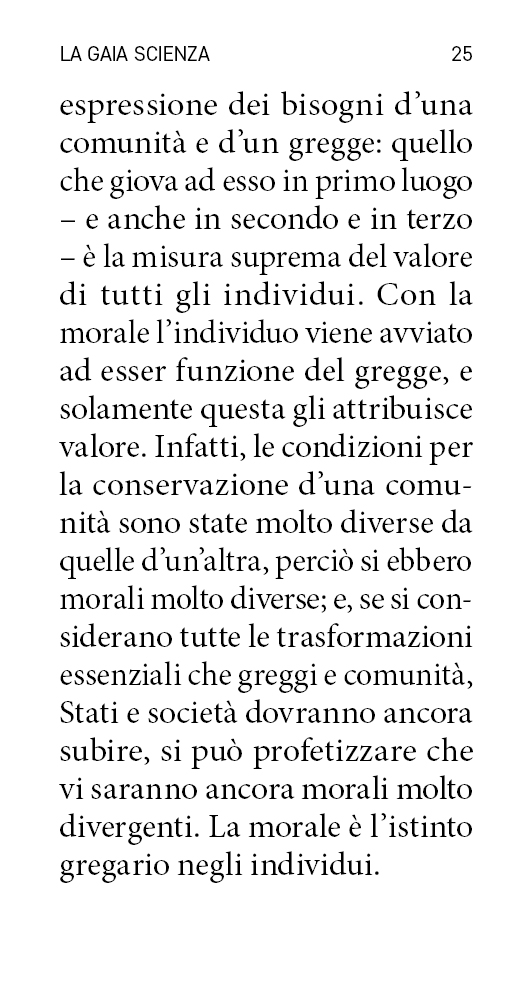 LA GAIA SCIENZA 25
espressione dei bisogni d’una
comunità e d’un gregge: quello
che giova ad esso in primo luogo
– e anche in secondo e in terzo
– è la misura suprema del valore
di tutti gli individui. Con la
morale l’individuo viene avviato
ad esser funzione del gregge, e
solamente questa gli attribuisce
valore. Infatti, le condizioni per
la conservazione d’una comu-
nità sono state molto diverse da
quelle d’un’altra, perciò si ebbero
morali molto diverse; e, se si con-
siderano tutte le trasformazioni
essenziali che greggi e comunità,
Stati e società dovranno ancora
subire, si può profetizzare che
vi saranno ancora morali molto
divergenti. La morale è l’istinto
gregario negli individui.